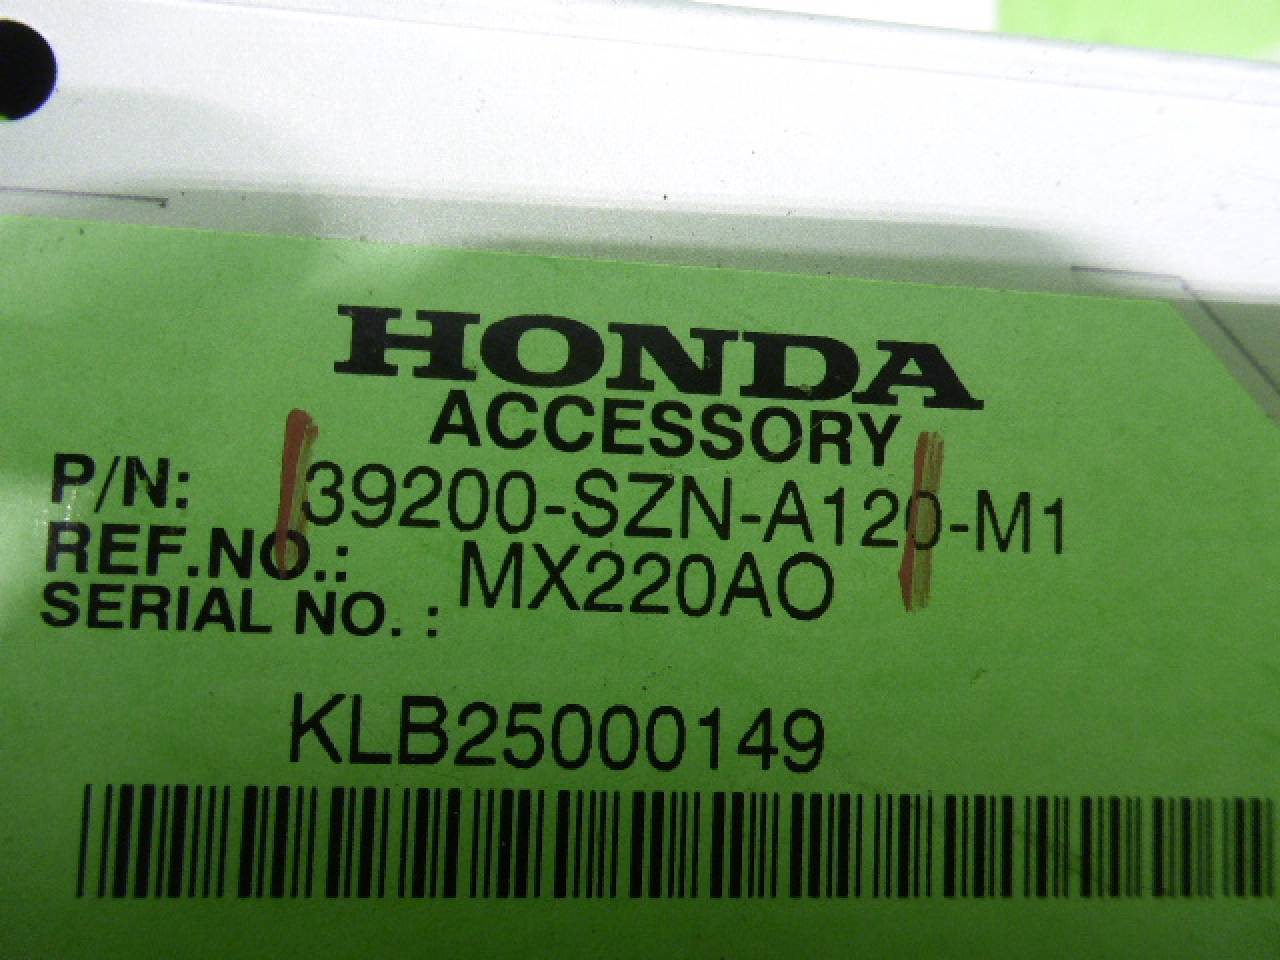 HONDA
ACCESSORY
P/N: 39200-SZN-A120-M1
REF.NO.: MX220AO
SERIAL NO. :
KLB25000149